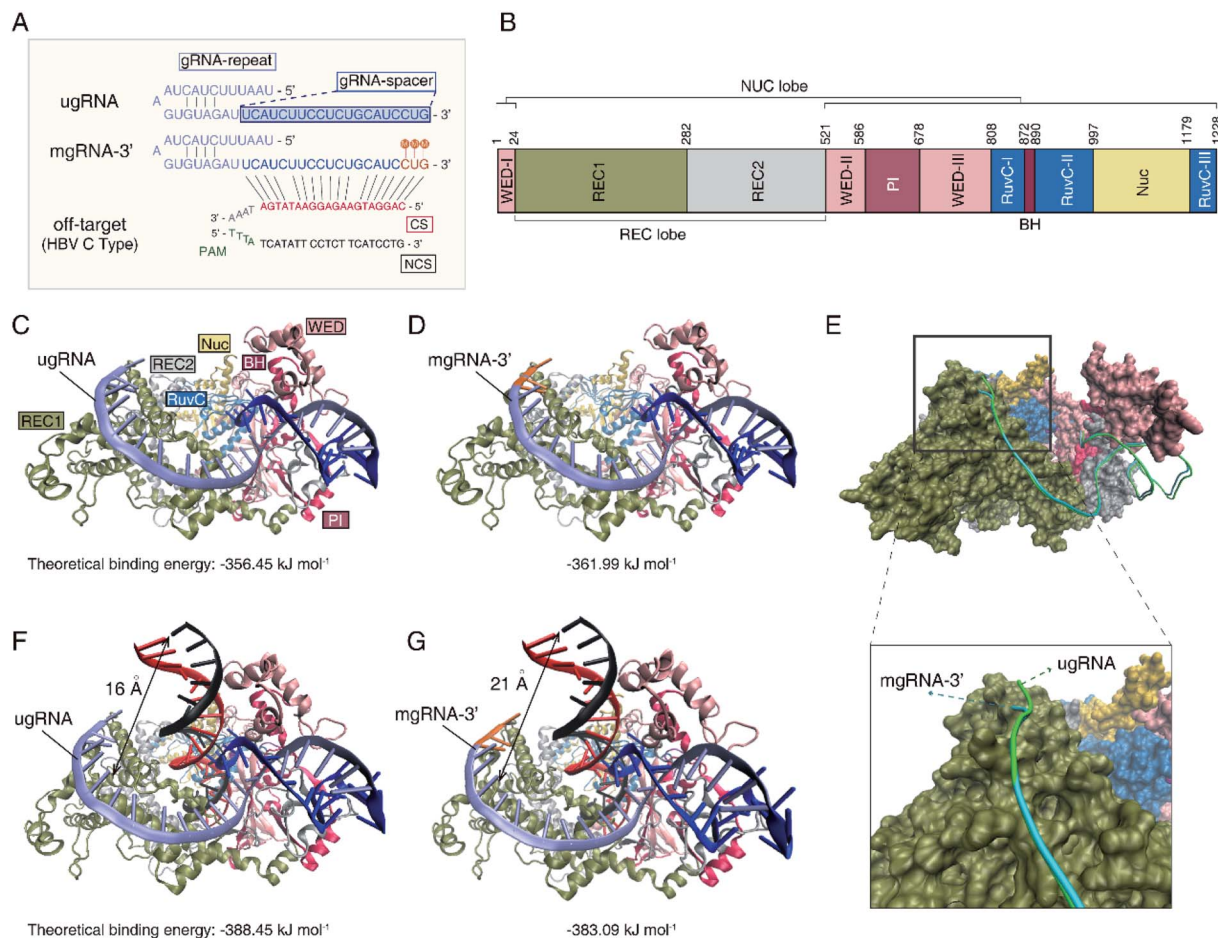 A
gRNA-repeat
AUCAUCUUUAAU - 5'
gRNA-spacer
ugRNA
A
GUGUAGAUUCAUCUUCCUCUGCAUCCUG - 3'
AUCAUCUUUAAU - 5'
M M M
mgRNA-3'
A
GUGUAGAUUCAUCUUCCUCUGCAUCCUG - 3'
AGTATAAGGAGAAGTAGGAC - 5'
3' - AAAT
CS
off-target
(HBV C Type)
5' - TTTA
TCATATT CCTCT TCATCCTG - 3'
PAM
NCS
B
NUC lobe
1
24
282
521
586
678
808
872
890
997
1179
1228
WED-I
REC1
REC2
WED-II
PI
WED-III
RuvC-I
RuvC-II
Nuc
RuvC-III
BH
REC lobe
C
ugRNA
REC2
Nuc
BH
WED
RuvC
REC1
PI
Theoretical binding energy: -356.45 kJ mol⁻¹
D
mgRNA-3'
-361.99 kJ mol⁻¹
E
ugRNA
mgRNA-3'
F
16 Å
ugRNA
Theoretical binding energy: -388.45 kJ mol⁻¹
G
21 Å
mgRNA-3'
-383.09 kJ mol⁻¹